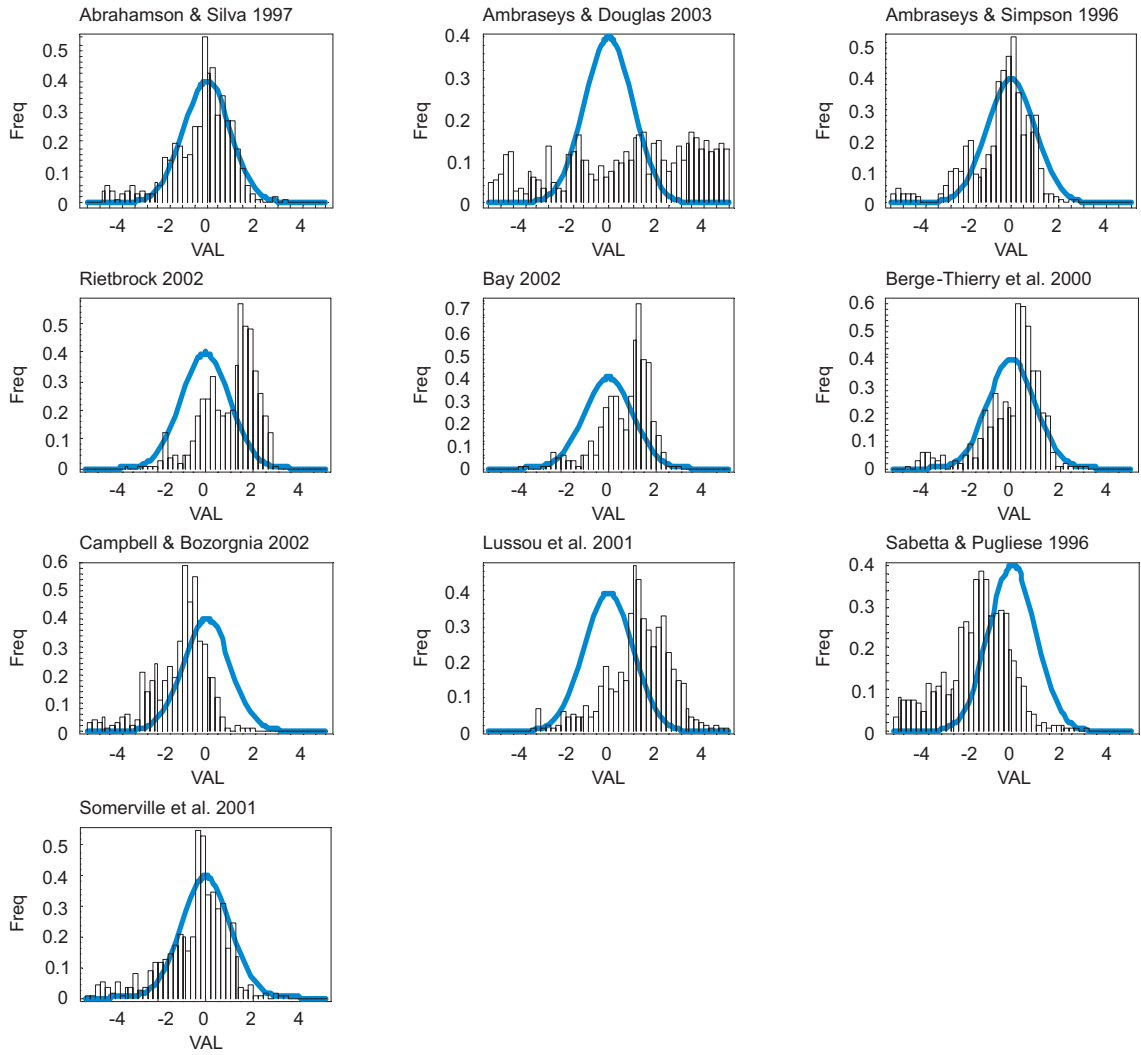 Abrahamson & Silva 1997
0.5
0.4
0.3
0.2
0.1
0
Freq
-4 -2 0 2 4
VAL
Ambraseys & Douglas 2003
0.4
0.3
0.2
0.1
0
Freq
-4 -2 0 2 4
VAL
Ambraseys & Simpson 1996
0.5
0.4
0.3
0.2
0.1
0
Freq
-4 -2 0 2 4
VAL
Rietbrock 2002
0.5
0.4
0.3
0.2
0.1
0
Freq
-4 -2 0 2 4
VAL
Bay 2002
0.7
0.6
0.5
0.4
0.3
0.2
0.1
0
Freq
-4 -2 0 2 4
VAL
Berge-Thierry et al. 2000
0.6
0.5
0.4
0.3
0.2
0.1
0
Freq
-4 -2 0 2 4
VAL
Campbell & Bozorgnia 2002
0.6
0.5
0.4
0.3
0.2
0.1
0
Freq
-4 -2 0 2 4
VAL
Lussou et al. 2001
0.4
0.3
0.2
0.1
0
Freq
-4 -2 0 2 4
VAL
Sabetta & Pugliese 1996
0.4
0.3
0.2
0.1
0
Freq
-4 -2 0 2 4
VAL
Somerville et al. 2001
0.5
0.4
0.3
0.2
0.1
0
Freq
-4 -2 0 2 4
VAL